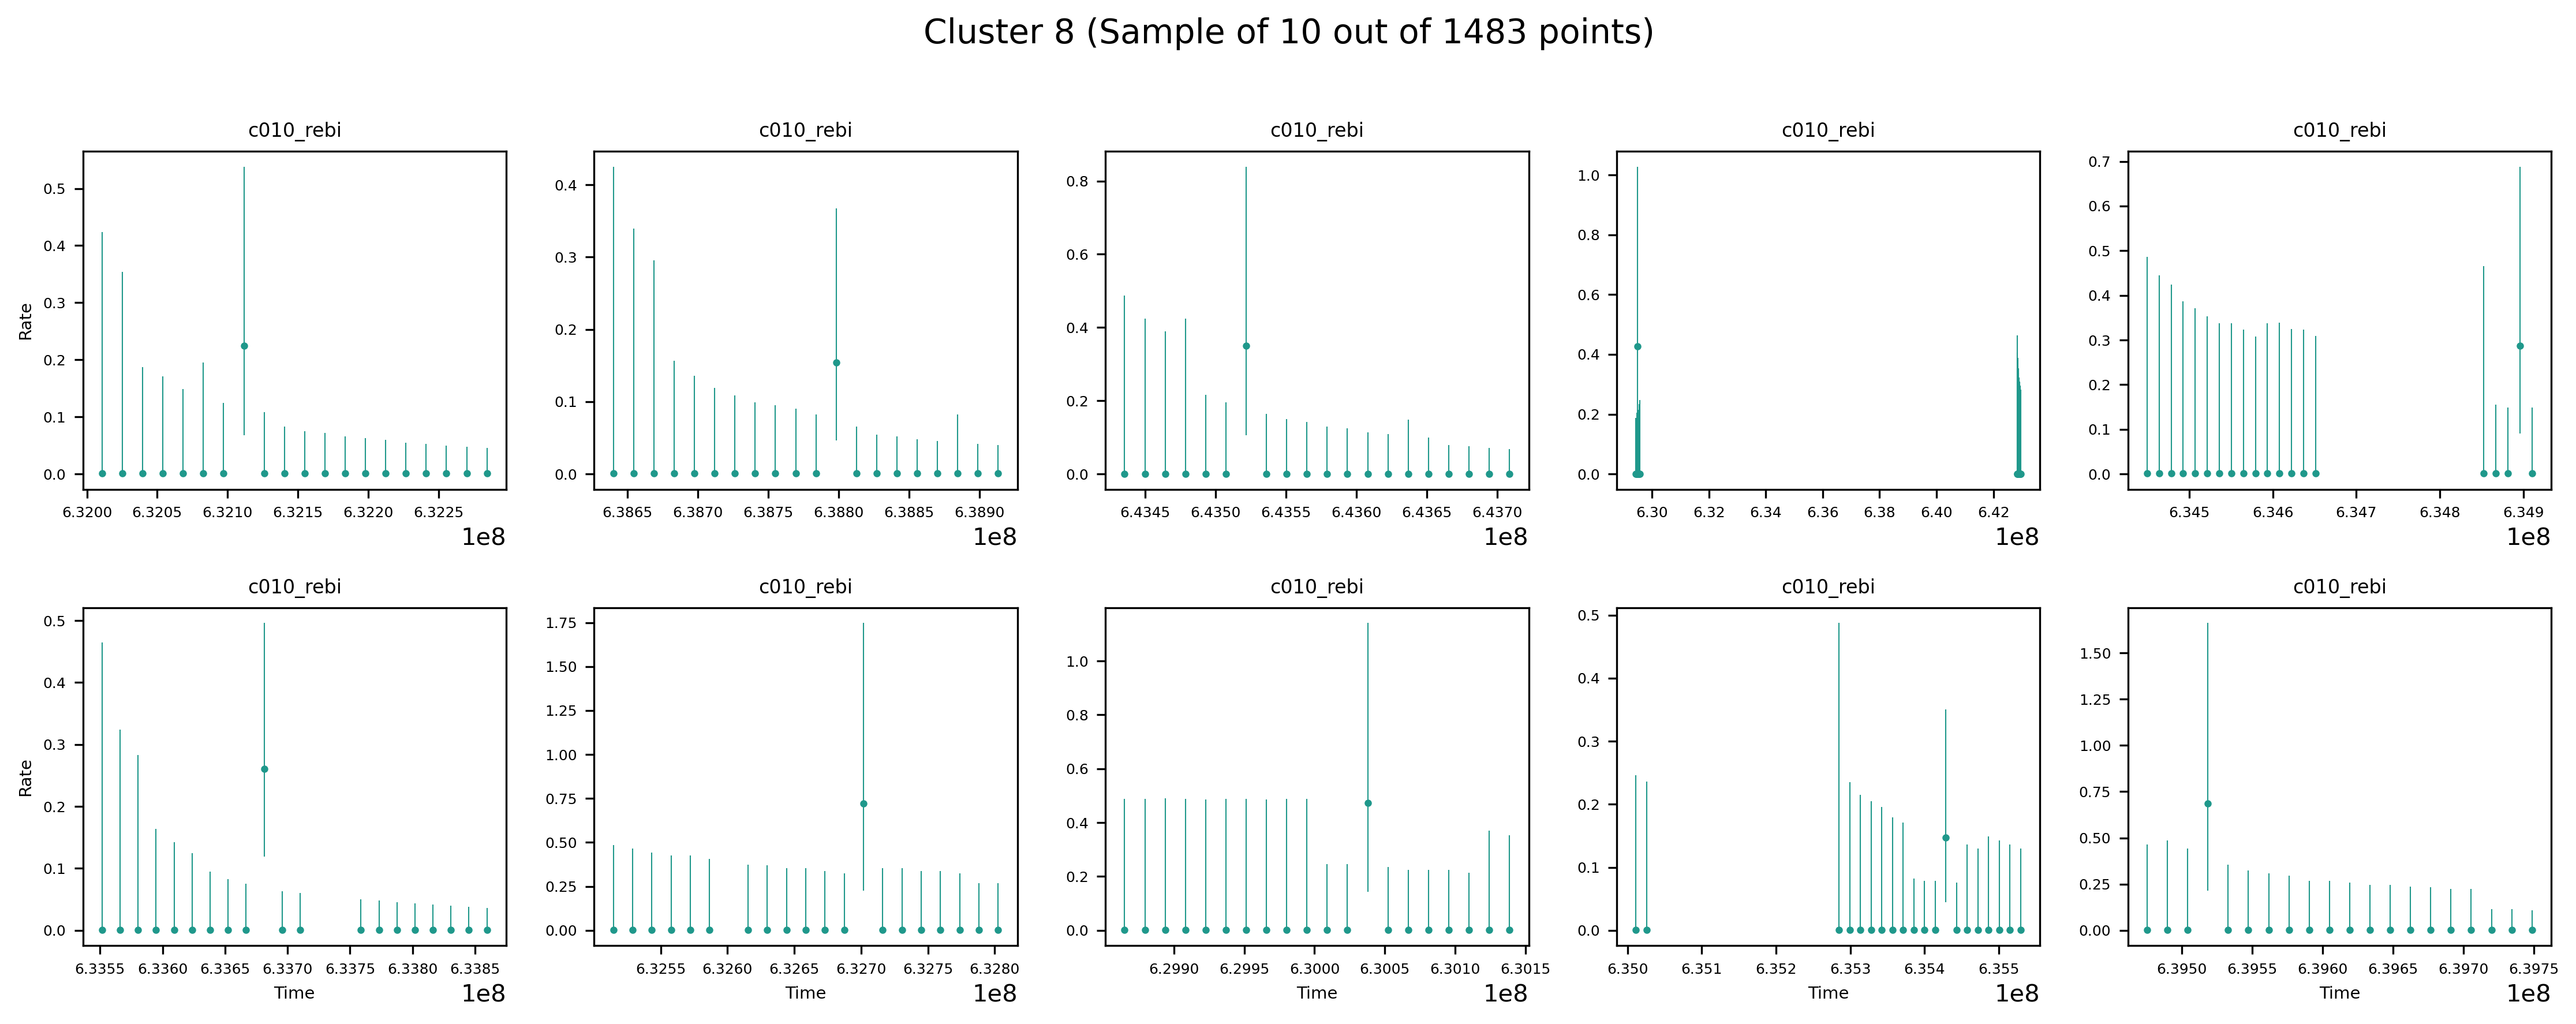 Cluster 8 (Sample of 10 out of 1483 points)
c010_rebi c010_rebi c010_rebi c010_rebi c010_rebi
0.5 0.4 0.3 0.2 0.1 0.0
Rate
6.3200 6.3205 6.3210 6.3215 6.3220 6.3225
1e8
0.4 0.3 0.2 0.1 0.0
6.3865 6.3870 6.3875 6.3880 6.3885 6.3890
1e8
0.8 0.6 0.4 0.2 0.0
6.4345 6.4350 6.4355 6.4360 6.4365 6.4370
1e8
1.0 0.8 0.6 0.4 0.2 0.0
6.30 6.32 6.34 6.36 6.38 6.40 6.42
1e8
0.7 0.6 0.5 0.4 0.3 0.2 0.1 0.0
6.345 6.346 6.347 6.348 6.349
1e8
c010_rebi c010_rebi c010_rebi c010_rebi c010_rebi
0.5 0.4 0.3 0.2 0.1 0.0
Rate
6.3355 6.3360 6.3365 6.3370 6.3375 6.3380 6.3385
Time 1e8
1.75 1.50 1.25 1.00 0.75 0.50 0.25 0.00
6.3255 6.3260 6.3265 6.3270 6.3275 6.3280
Time 1e8
1.0 0.8 0.6 0.4 0.2 0.0
6.2990 6.2995 6.3000 6.3005 6.3010 6.3015
Time 1e8
0.5 0.4 0.3 0.2 0.1 0.0
6.350 6.351 6.352 6.353 6.354 6.355
Time 1e8
1.50 1.25 1.00 0.75 0.50 0.25 0.00
6.3950 6.3955 6.3960 6.3965 6.3970 6.3975
Time 1e8